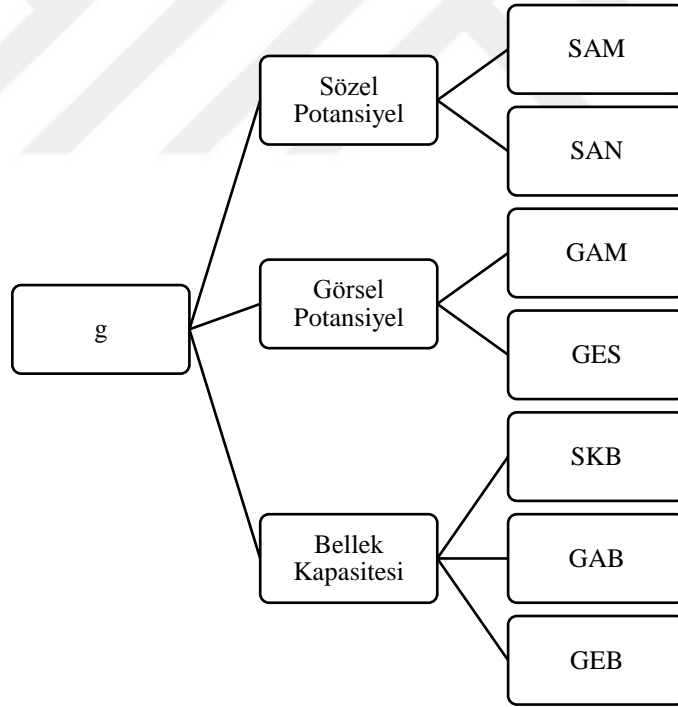 g
Sözel
Potansiyel
SAM
SAN
Görsel
Potansiyel
GAM
GES
Bellek
Kapasitesi
SKB
GAB
GEB